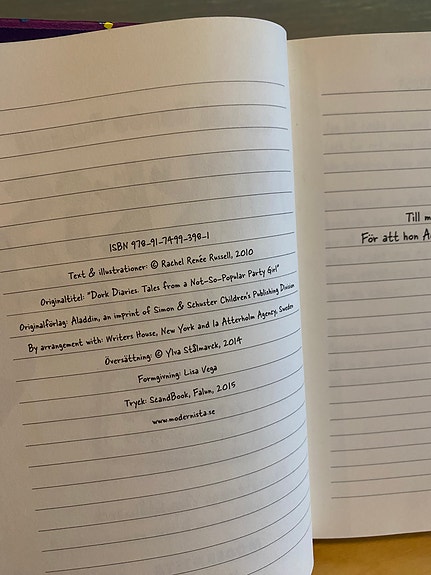 ISBN 978-91-7499-398-1
Text & illustrationer: © Rachel Renée Russell, 2010
Originaltitel: "Dork Diaries. Tales from a Not-So-Popular Party Girl"
Originalförlag: Aladdin, an imprint of Simon & Schuster Children's Publishing Division
By arrangement with: Writers House, New York and Ia Atterholm Agency, Sweden
Översättning: © Ylva Stålmarck, 2014
Formgivning: Lisa Vega
Tryck: ScandBook, Falun, 2015
www.modernista.se
Till m
För att hon A